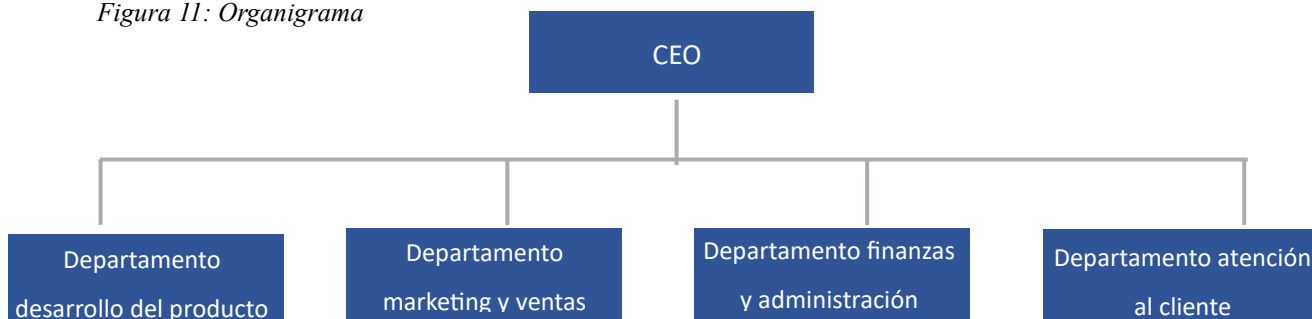 Figura 11: Organigrama
CEO
Departamento
desarrollo del producto
Departamento
marketing y ventas
Departamento finanzas
y administración
Departamento atención
al cliente